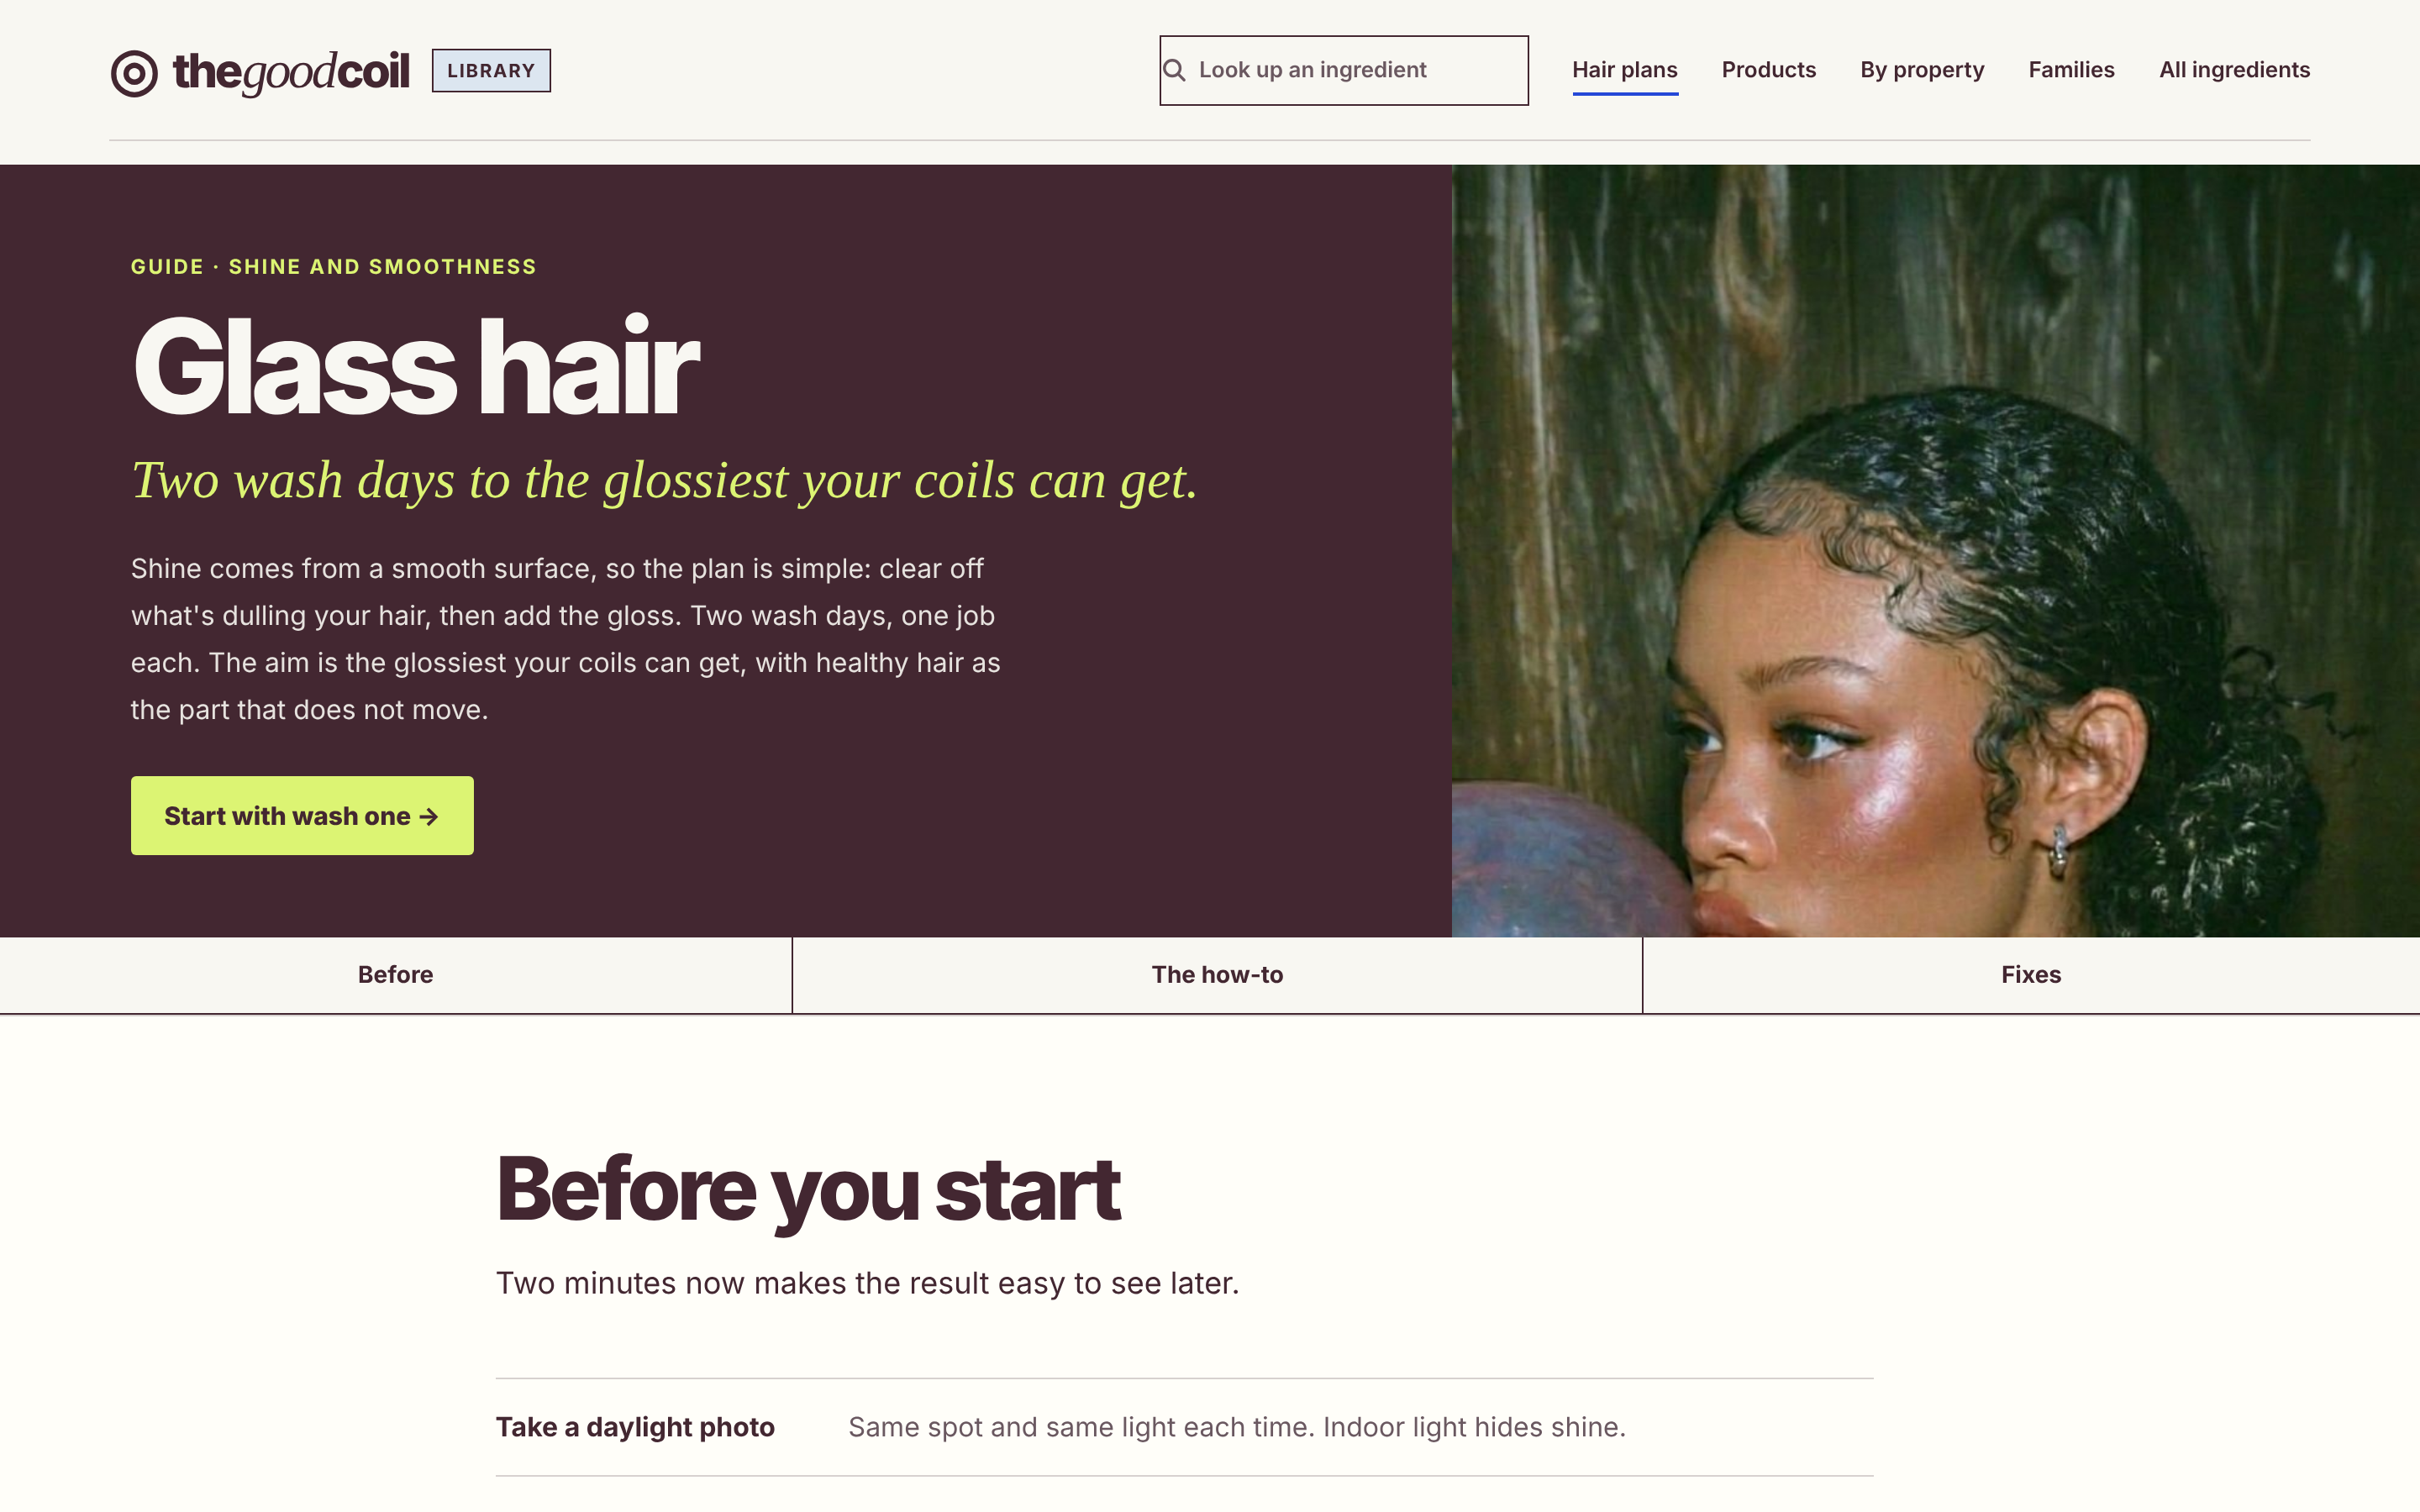 thegoodcoil
LIBRARY
Look up an ingredient
Hair plans
Products
By property
Families
All ingredients
GUIDE · SHINE AND SMOOTHNESS
Glass hair
Two wash days to the glossiest your coils can get.
Shine comes from a smooth surface, so the plan is simple: clear off
what's dulling your hair, then add the gloss. Two wash days, one job
each. The aim is the glossiest your coils can get, with healthy hair as
the part that does not move.
Start with wash one →
Before
The how-to
Fixes
Before you start
Two minutes now makes the result easy to see later.
Take a daylight photo
Same spot and same light each time. Indoor light hides shine.